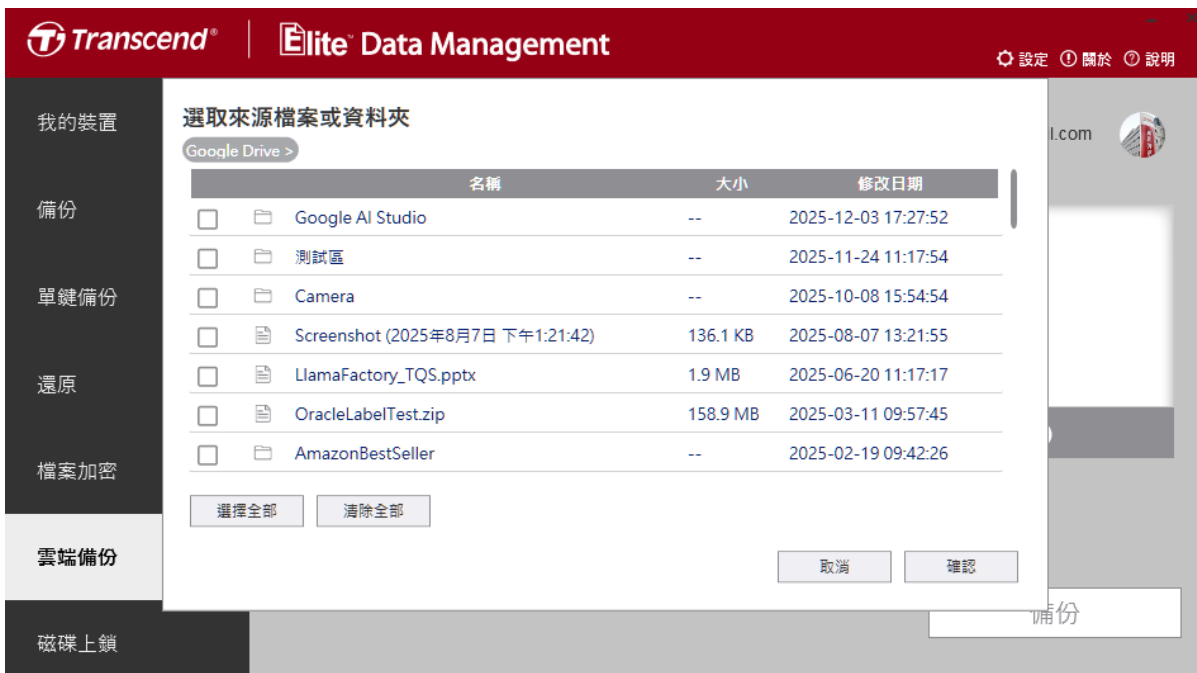 Transcend® Elite™ Data Management
設定 關於 說明
我的裝置
備份
單鍵備份
還原
檔案加密
雲端備份
磁碟上鎖
選取來源檔案或資料夾
Google Drive >
名稱 大小 修改日期
Google AI Studio -- 2025-12-03 17:27:52
測試區 -- 2025-11-24 11:17:54
Camera -- 2025-10-08 15:54:54
Screenshot (2025年8月7日 下午1:21:42) 136.1 KB 2025-08-07 13:21:55
LlamaFactory_TQS.pptx 1.9 MB 2025-06-20 11:17:17
OracleLabelTest.zip 158.9 MB 2025-03-11 09:57:45
AmazonBestSeller -- 2025-02-19 09:42:26
選擇全部 清除全部
取消 確認
l.com
備份